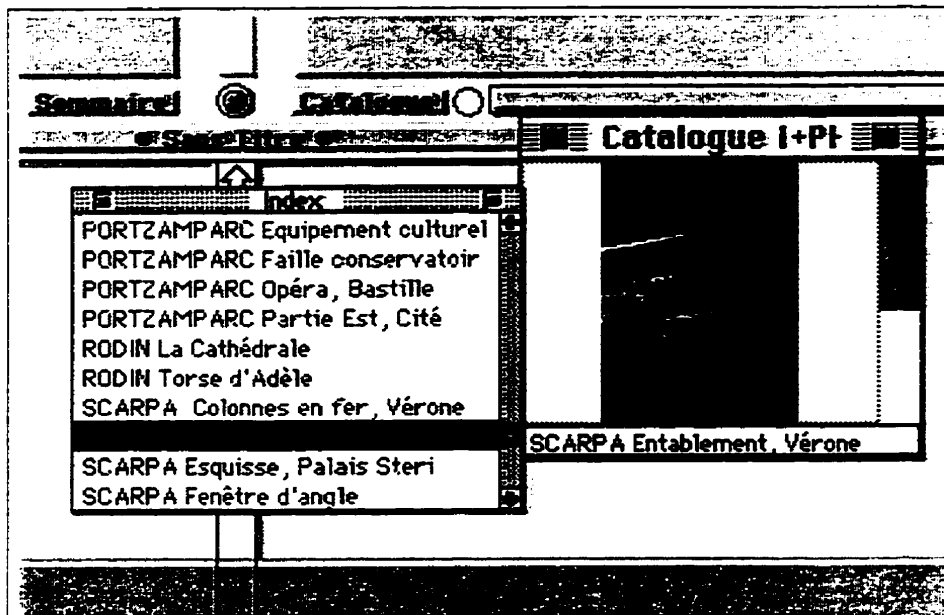 Sommaire Catalogue
Sans titre
Catalogue i+Pl
Index
PORTZAMPARC Equipement culturel
PORTZAMPARC Faille conservatoir
PORTZAMPARC Opéra, Bastille
PORTZAMPARC Partie Est, Cité
RODIN La Cathédrale
RODIN Torse d'Adèle
SCARPA Colonnes en fer, Vérone
SCARPA Entablement, Vérone
SCARPA Esquisse, Palais Steri
SCARPA Fenêtre d'angle